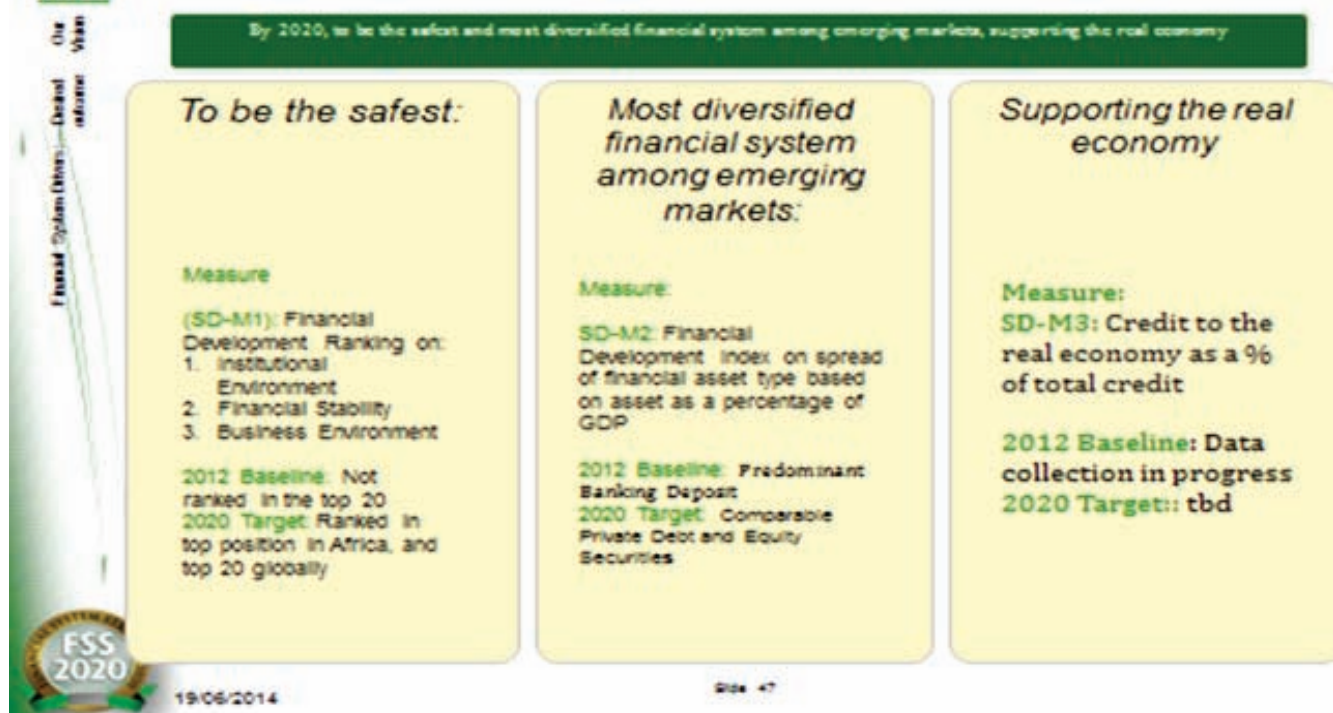 Our
Vision
By 2020, to be the safest and most diversified financial system among emerging markets, supporting the real economy
Desired
outcome
Financial System Drivers
To be the safest:
Measure
(SD-M1): Financial
Development Ranking on:
1. Institutional
Environment
2. Financial Stability
3. Business Environment
2012 Baseline: Not
ranked in the top 20
2020 Target: Ranked in
top position in Africa, and
top 20 globally
Most diversified
financial system
among emerging
markets:
Measure:
SD-M2: Financial
Development Index on spread
of financial asset type based
on asset as a percentage of
GDP
2012 Baseline: Predominant
Banking Deposit
2020 Target: Comparable
Private Debt and Equity
Securities
Supporting the real
economy
Measure:
SD-M3: Credit to the
real economy as a %
of total credit
2012 Baseline: Data
collection in progress
2020 Target:: tbd
FSS
2020
19/06/2014
Slide 47